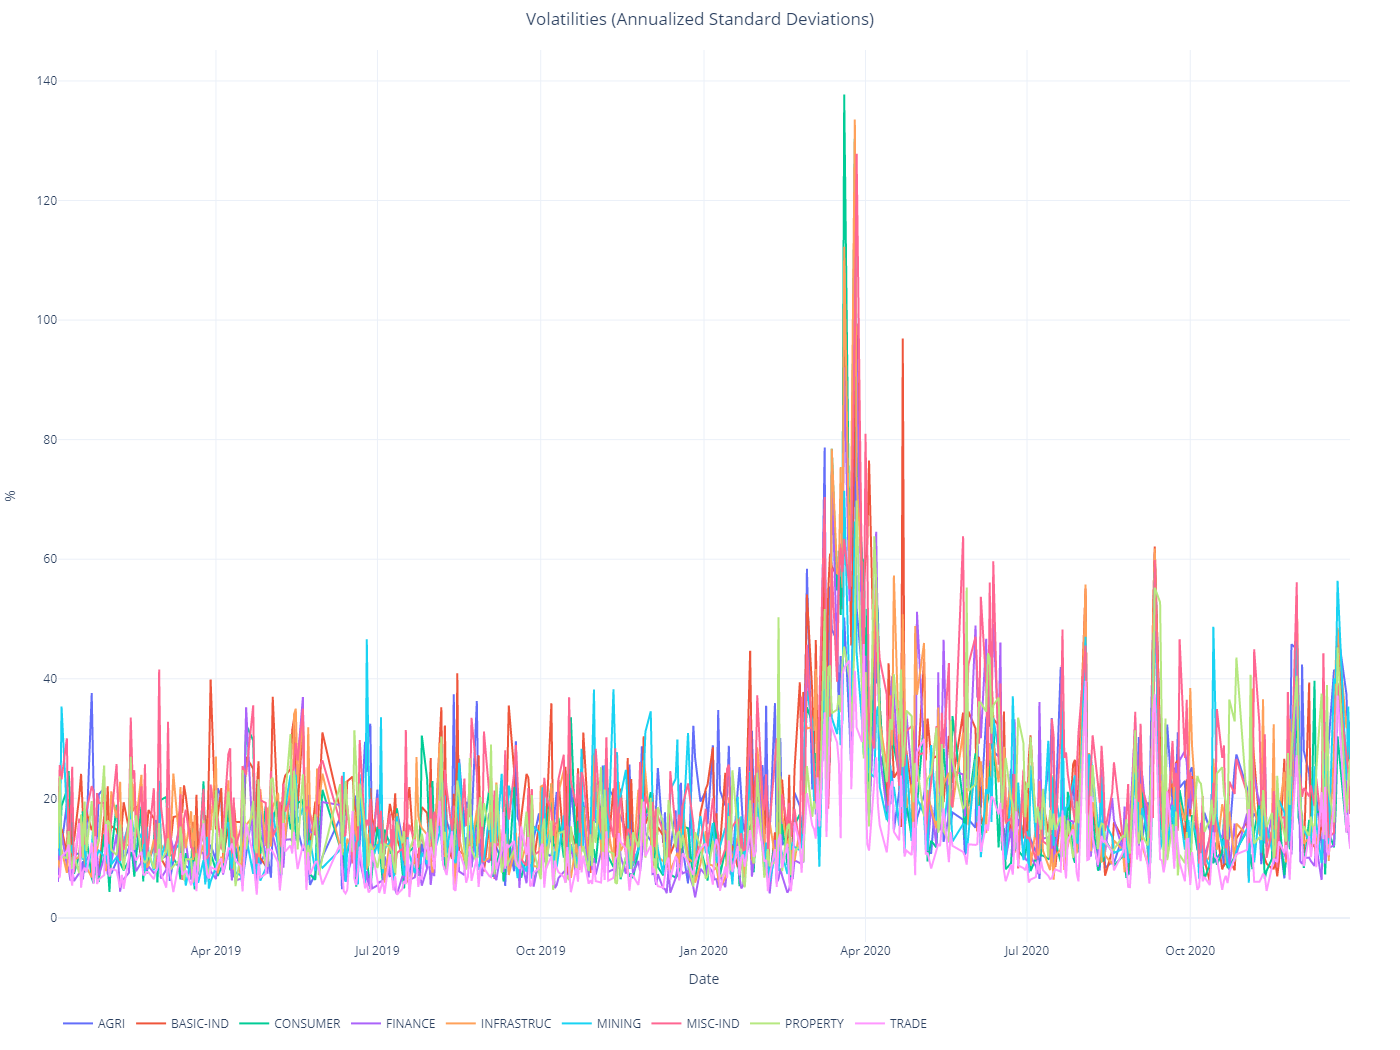 Volatilities (Annualized Standard Deviations)
140
120
100
80
60
40
20
0
%
Apr 2019
Jul 2019
Oct 2019
Jan 2020
Apr 2020
Jul 2020
Oct 2020
Date
AGRI
BASIC-IND
CONSUMER
FINANCE
INFRASTRUC
MINING
MISC-IND
PROPERTY
TRADE